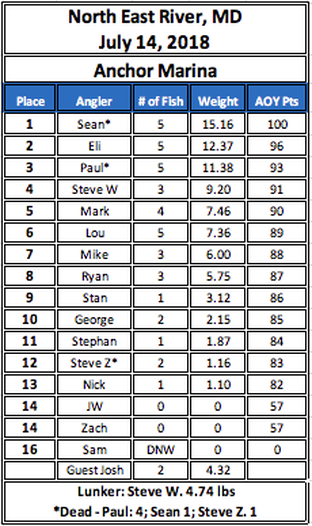 North East River, MD
July 14, 2018
Anchor Marina
Place Angler # of Fish Weight AOY Pts
1 Sean* 5 15.16 100
2 Eli 5 12.37 96
3 Paul* 5 11.38 93
4 Steve W 3 9.20 91
5 Mark 4 7.46 90
6 Lou 5 7.36 89
7 Mike 3 6.00 88
8 Ryan 3 5.75 87
9 Stan 1 3.12 86
10 George 2 2.15 85
11 Stephan 1 1.87 84
12 Steve Z* 2 1.16 83
13 Nick 1 1.10 82
14 JW 0 0 57
14 Zach 0 0 57
16 Sam DNW 0 0
Guest Josh 2 4.32
Lunker: Steve W. 4.74 lbs
*Dead - Paul: 4; Sean 1; Steve Z. 1